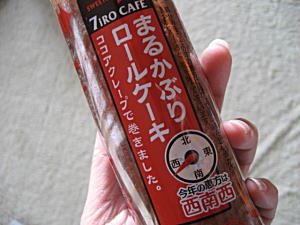 SWEETS
7iRO CAFE
まるかぶり
ロールケーキ
ココアクレープで巻きました。
北
西 東
南
今年の恵方は
西南西